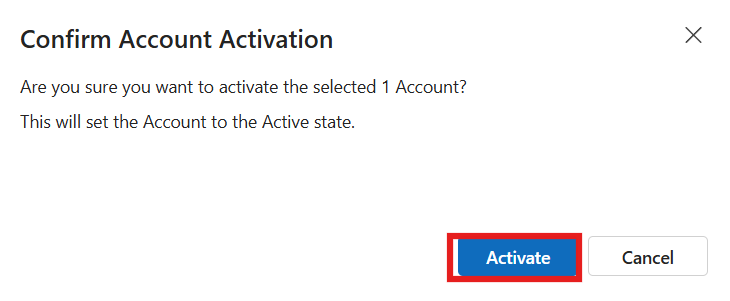 Confirm Account Activation
Are you sure you want to activate the selected 1 Account?
This will set the Account to the Active state.
Activate
Cancel